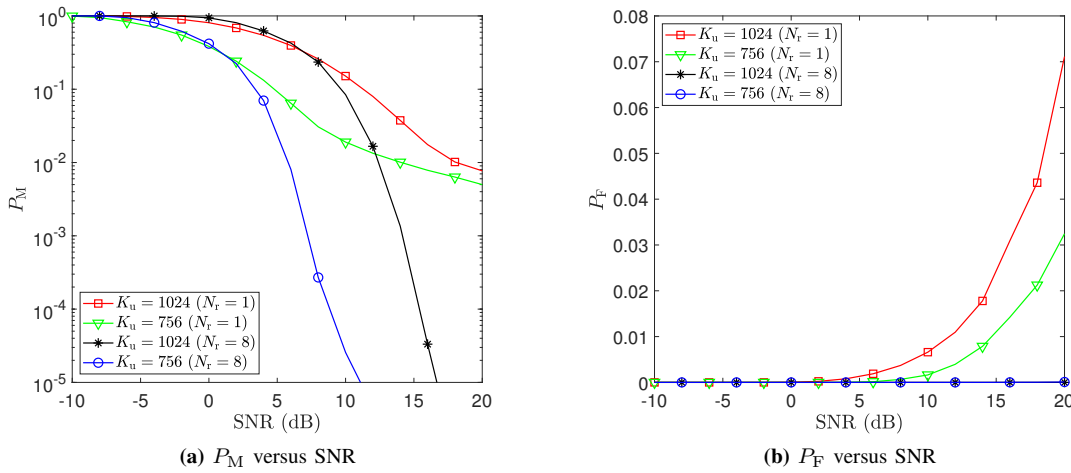 10^0
10^-1
10^-2
10^-3
10^-4
10^-5
P_M
-10 -5 0 5 10 15 20
SNR (dB)
K_u = 1024 (N_r = 1)
K_u = 756 (N_r = 1)
K_u = 1024 (N_r = 8)
K_u = 756 (N_r = 8)
(a) P_M versus SNR
0.08
0.07
0.06
0.05
0.04
0.03
0.02
0.01
0
P_F
-10 -5 0 5 10 15 20
SNR (dB)
K_u = 1024 (N_r = 1)
K_u = 756 (N_r = 1)
K_u = 1024 (N_r = 8)
K_u = 756 (N_r = 8)
(b) P_F versus SNR